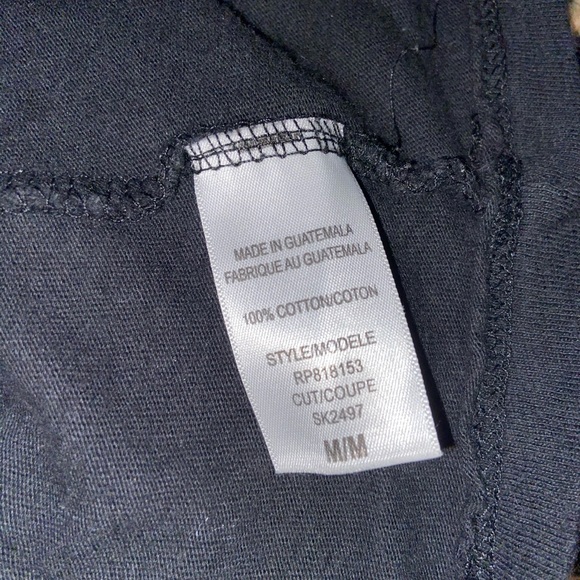 MADE IN GUATEMALA
FABRIQUE AU GUATEMALA
100% COTTON/COTON
STYLE/MODELE
RP818153
CUT/COUPE
SK2497
M/M